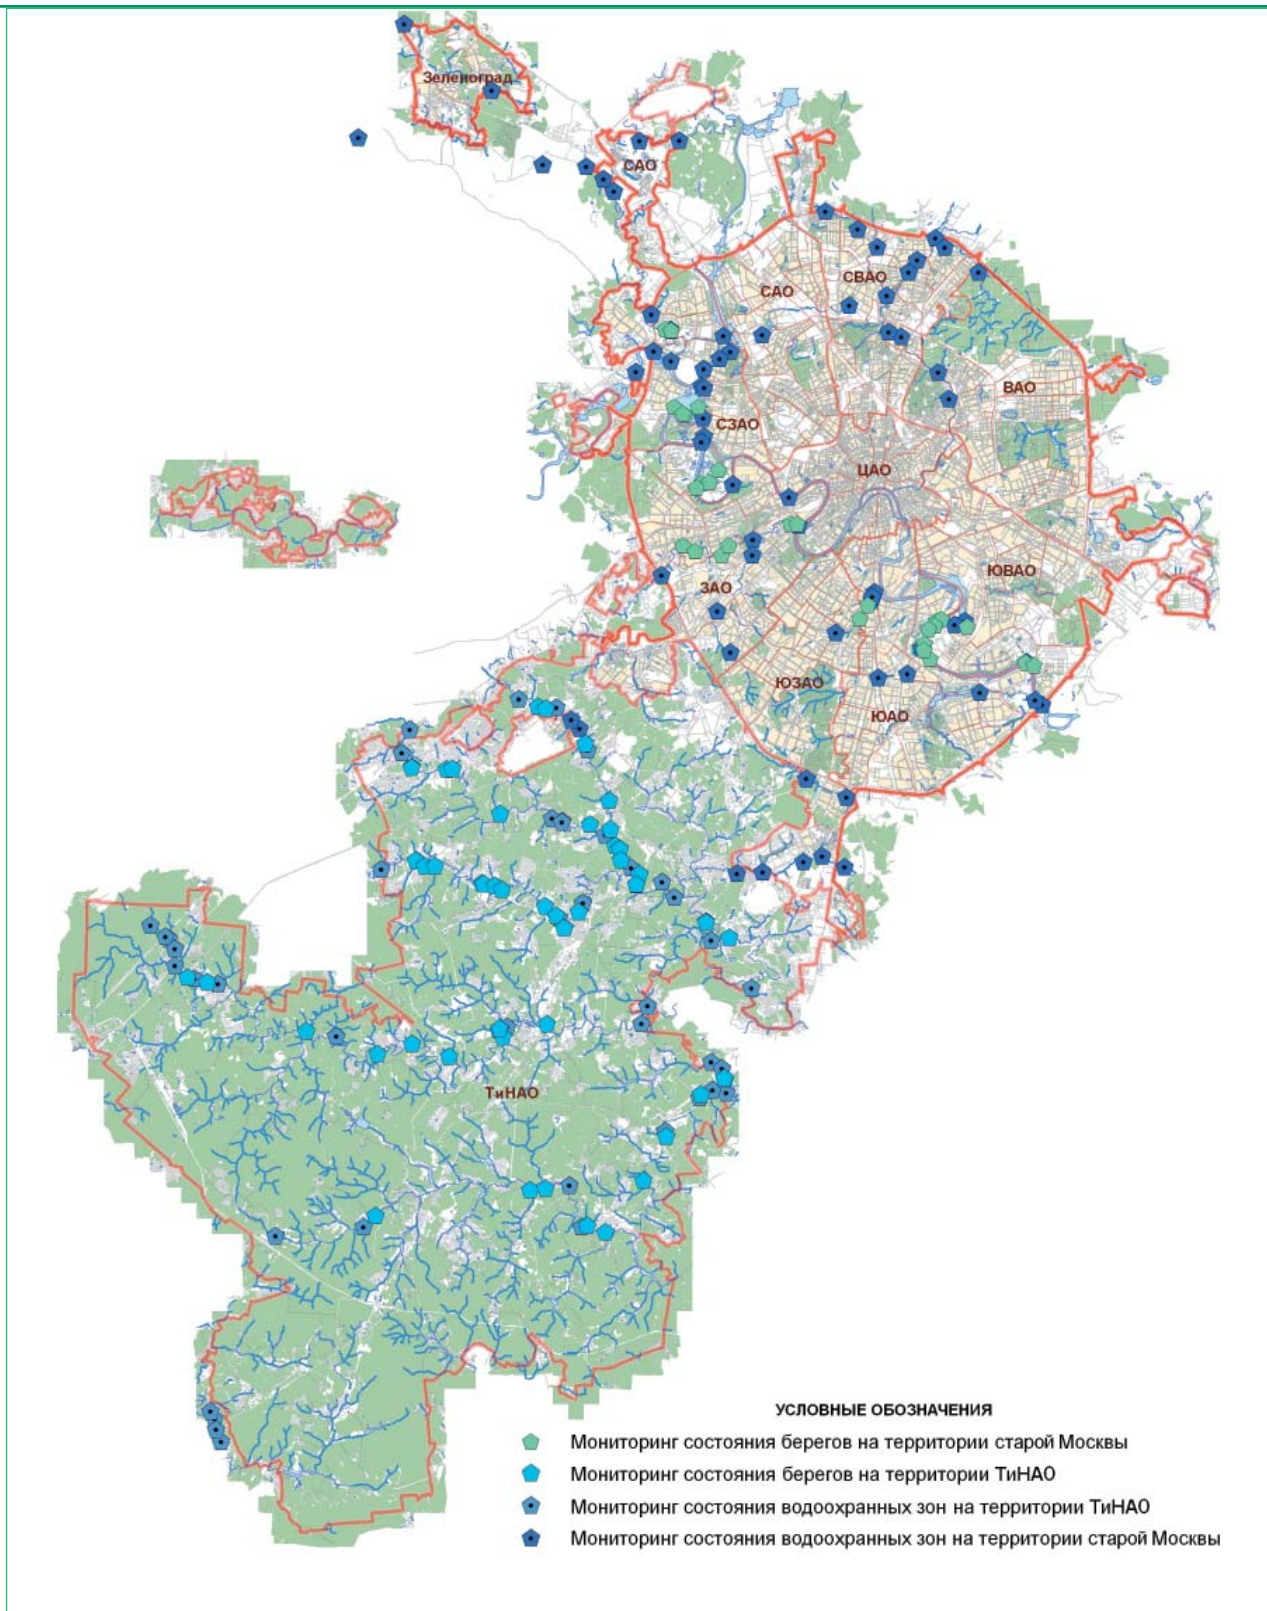 Зеленоград
САО
СВАО
САО
ВАО
СЗАО
ЦАО
ЮВАО
ЗАО
ЮЗАО
ЮАО
ТиНАО
УСЛОВНЫЕ ОБОЗНАЧЕНИЯ
Мониторинг состояния берегов на территории старой Москвы
Мониторинг состояния берегов на территории ТиНАО
Мониторинг состояния водоохранных зон на территории ТиНАО
Мониторинг состояния водоохранных зон на территории старой Москвы